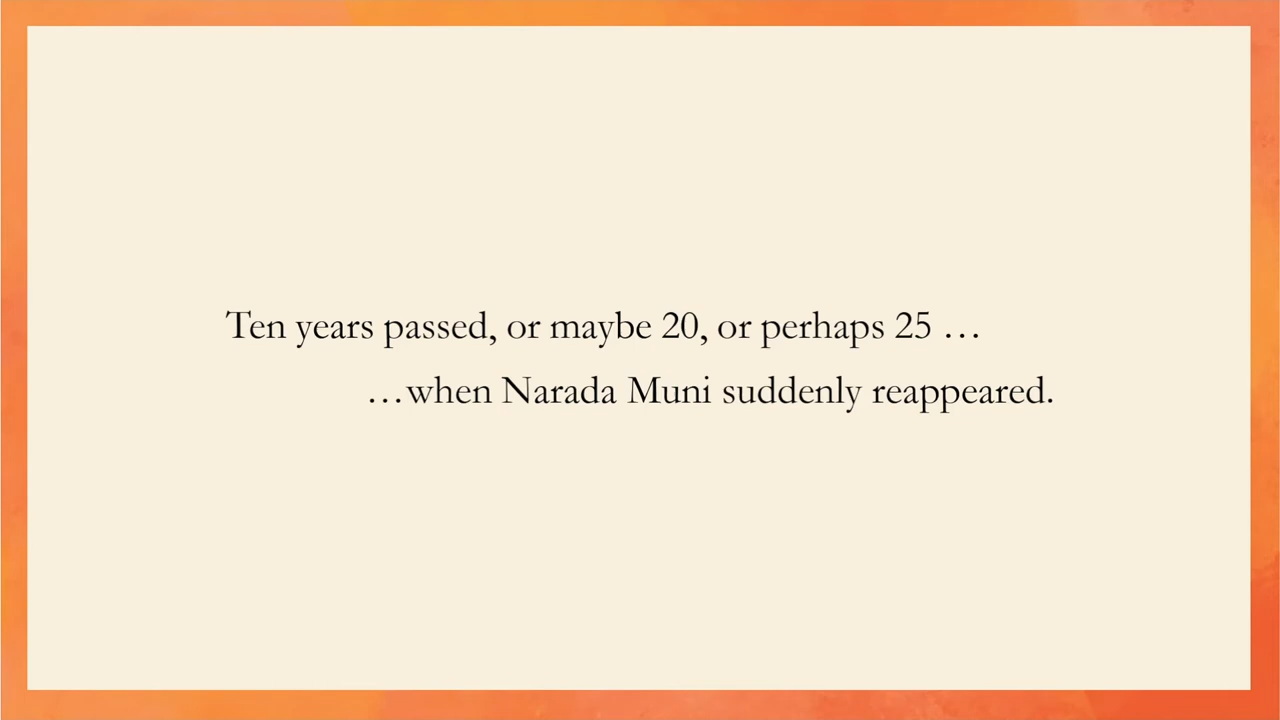 Ten years passed, or maybe 20, or perhaps 25 …
…when Narada Muni suddenly reappeared.